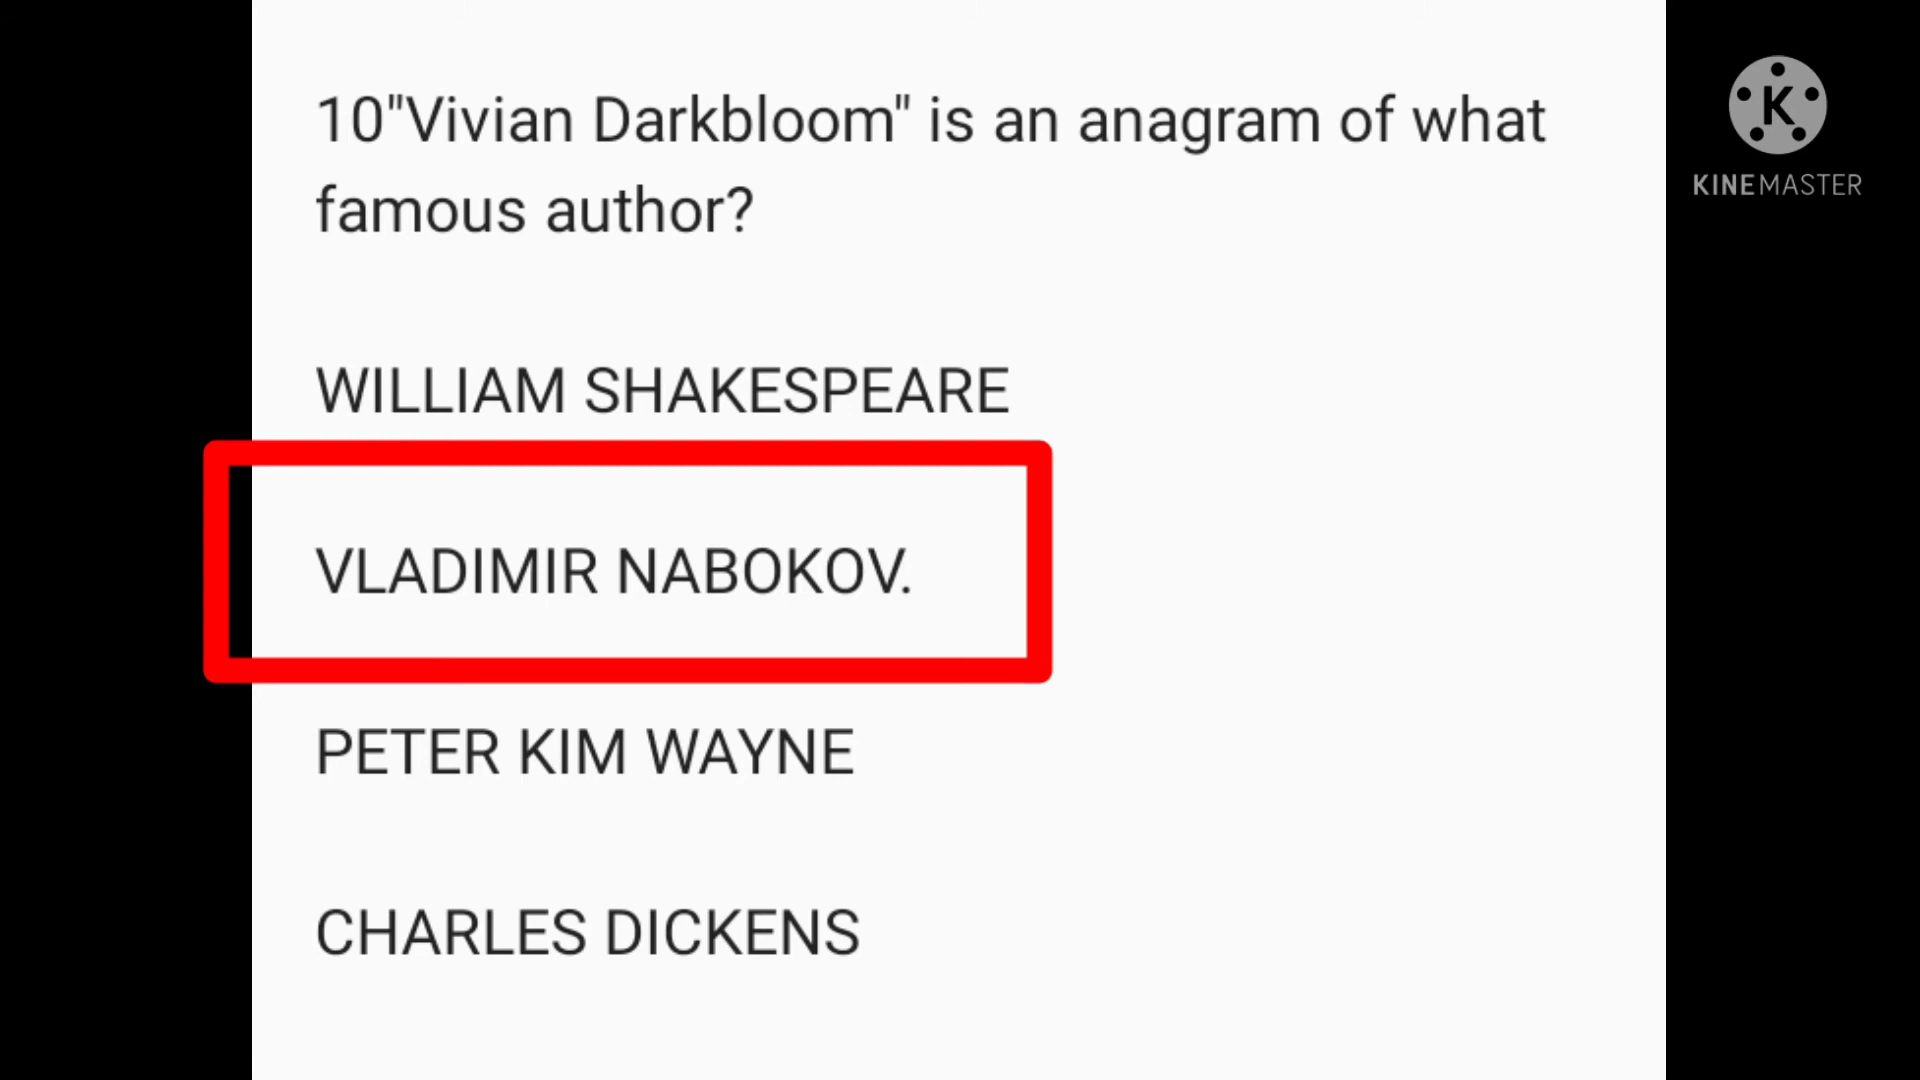 10"Vivian Darkbloom" is an anagram of what
famous author?
WILLIAM SHAKESPEARE
VLADIMIR NABOKOV.
PETER KIM WAYNE
CHARLES DICKENS
K
KINEMASTER